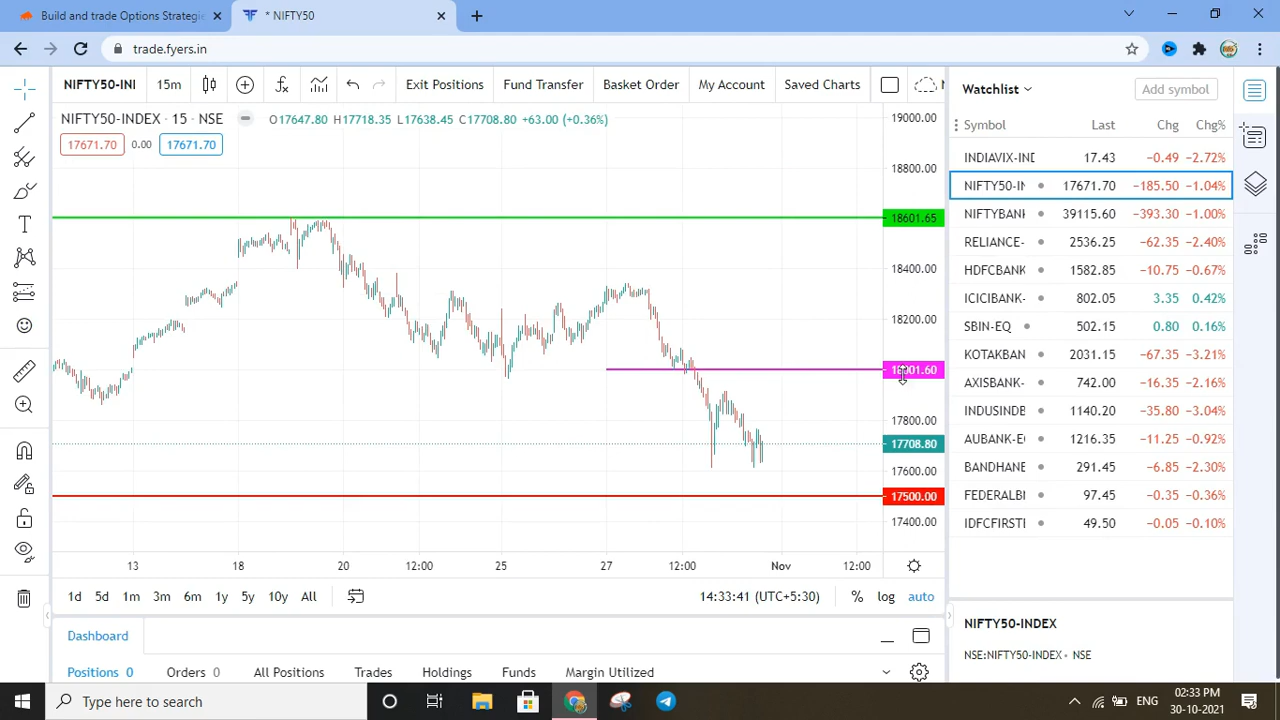 Build and trade Options Strategi
* NIFTY50
trade.fyers.in
NIFTY50-INI 15m Exit Positions Fund Transfer Basket Order My Account Saved Charts
NIFTY50-INDEX · 15 · NSE O17647.80 H17718.35 L17638.45 C17708.80 +63.00 (+0.36%)
17671.70 0.00 17671.70
19000.00
18800.00
18601.65
18400.00
18200.00
17800.00
17708.80
17600.00
17500.00
17400.00
13 18 20 12:00 25 27 12:00 Nov 12:00
1d 5d 1m 3m 6m 1y 5y 10y All 14:33:41 (UTC+5:30) % log auto
Dashboard
Positions 0 Orders 0 All Positions Trades Holdings Funds Margin Utilized
Watchlist Add symbol
Symbol Last Chg Chg%
INDIAVIX-IND 17.43 −0.49 −2.72%
NIFTY50-IN 17671.70 −185.50 −1.04%
NIFTYBANK 39115.60 −393.30 −1.00%
RELIANCE- 2536.25 −62.35 −2.40%
HDFCBANK 1582.85 −10.75 −0.67%
ICICIBANK- 802.05 3.35 0.42%
SBIN-EQ 502.15 0.80 0.16%
KOTAKBAN 2031.15 −67.35 −3.21%
AXISBANK- 742.00 −16.35 −2.16%
INDUSINDB 1140.20 −35.80 −3.04%
AUBANK-EQ 1216.35 −11.25 −0.92%
BANDHANE 291.45 −6.85 −2.30%
FEDERALBN 97.45 −0.35 −0.36%
IDFCFIRSTI 49.50 −0.05 −0.10%
NIFTY50-INDEX
NSE:NIFTY50-INDEX NSE
Type here to search
ENG
02:33 PM
30-10-2021